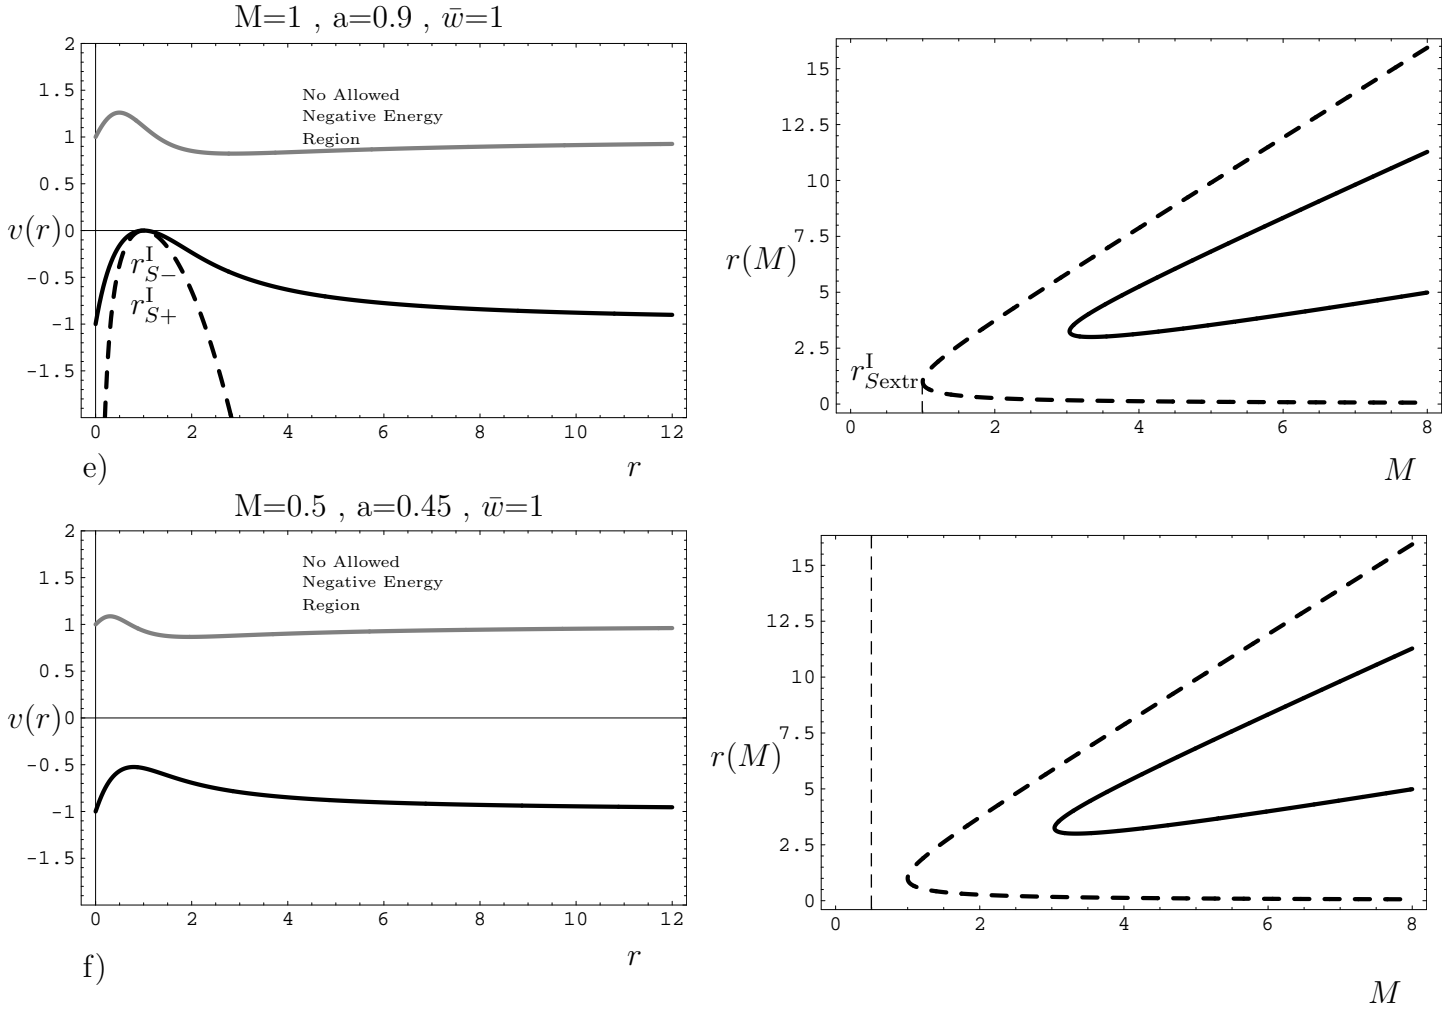 M=1 , a=0.9 , w̄=1
2
1.5
1
0.5
v(r) 0
-0.5
-1
-1.5
0 2 4 6 8 10 12
No Allowed
Negative Energy
Region
r^I_{S−}
r^I_{S+}
e)
r
15
12.5
10
7.5
r(M)
5
2.5
r^I_{Sextr}
0
0 2 4 6 8
M
M=0.5 , a=0.45 , w̄=1
2
1.5
1
0.5
v(r) 0
-0.5
-1
-1.5
0 2 4 6 8 10 12
No Allowed
Negative Energy
Region
f)
r
15
12.5
10
7.5
r(M)
5
2.5
0
0 2 4 6 8
M